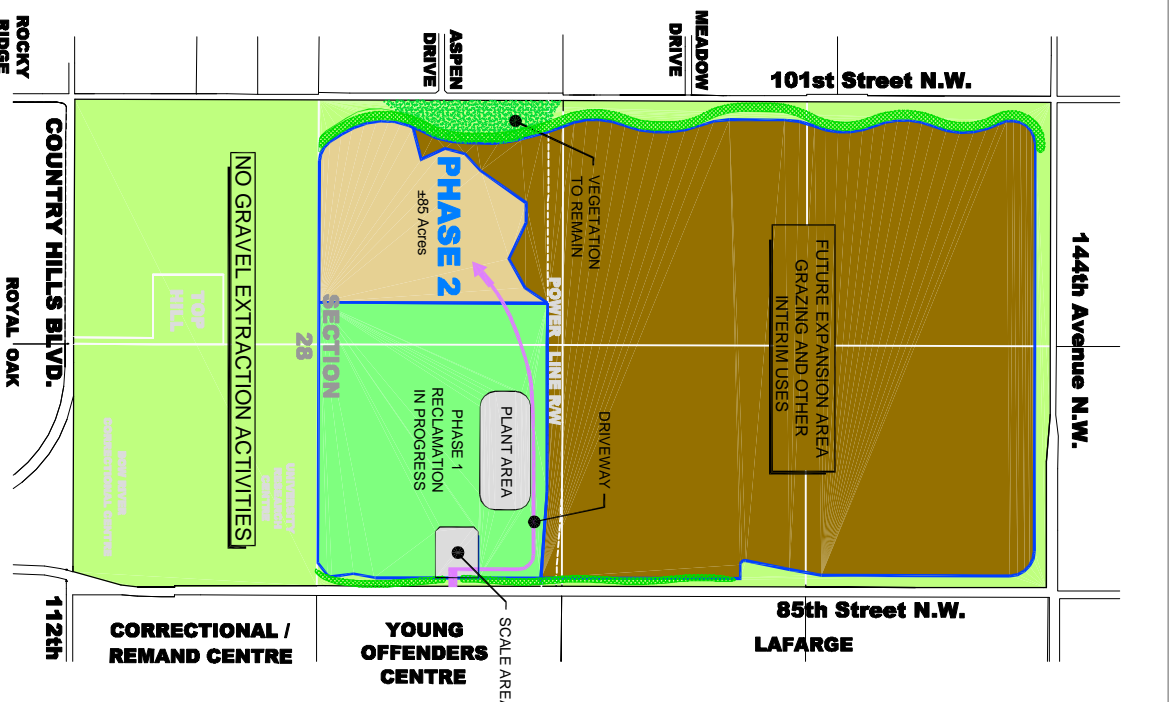 ROCKY
RIDGE
ASPEN
DRIVE
MEADOW
DRIVE
101st Street N.W.
COUNTRY HILLS BLVD.
ROYAL OAK
144th Avenue N.W.
VEGETATION
TO REMAIN
PHASE 2
±85 Acres
NO GRAVEL EXTRACTION ACTIVITIES
TOP
HILL
SECTION
28
POWER LINE R/W
FUTURE EXPANSION AREA
GRAZING AND OTHER
INTERIM USES
PHASE 1
RECLAMATION
IN PROGRESS
PLANT AREA
DRIVEWAY
SCALE AREA
85th Street N.W.
LAFARGE
112th
CORRECTIONAL /
REMAND CENTRE
YOUNG
OFFENDERS
CENTRE